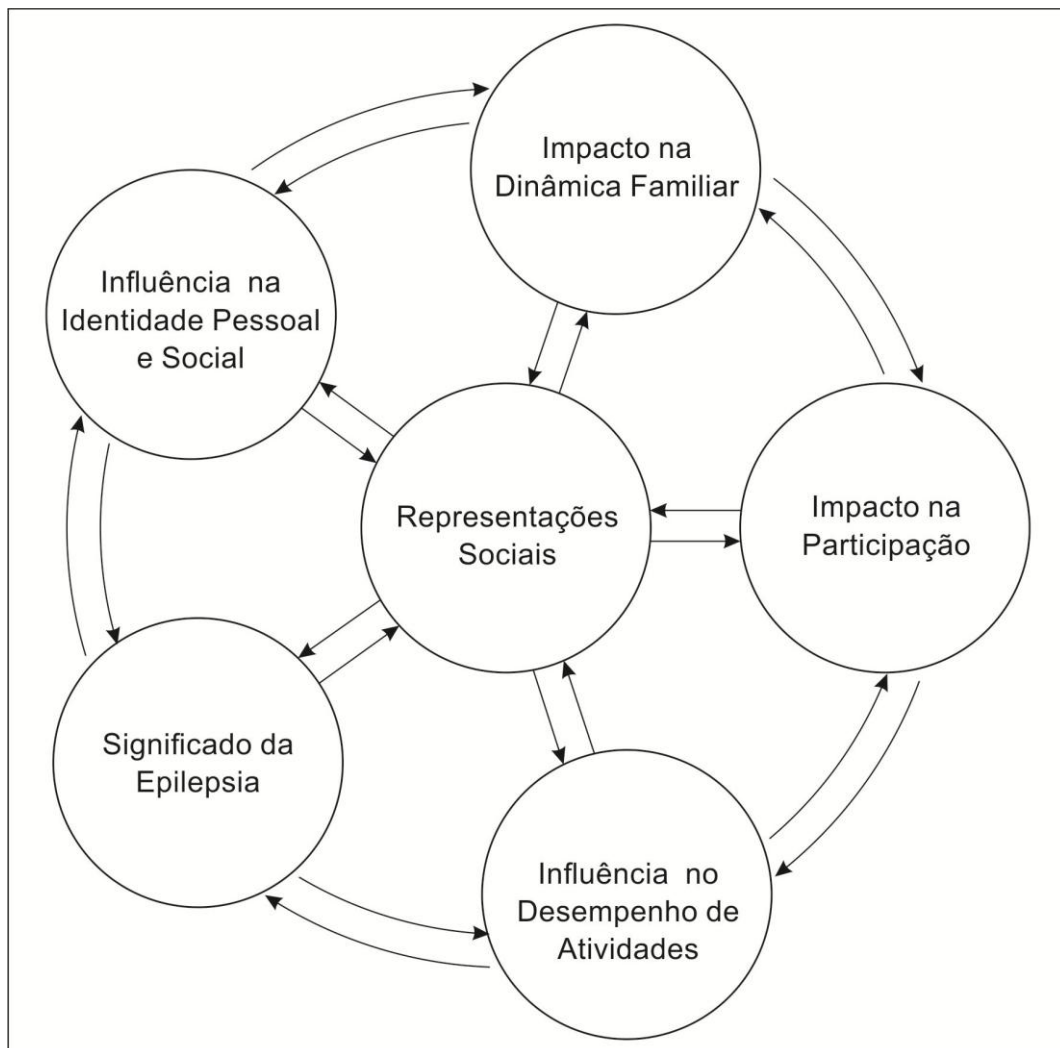 Impacto na
Dinâmica Familiar
Influência na
Identidade Pessoal
e Social
Representações
Sociais
Impacto na
Participação
Significado da
Epilepsia
Influência no
Desempenho de
Atividades